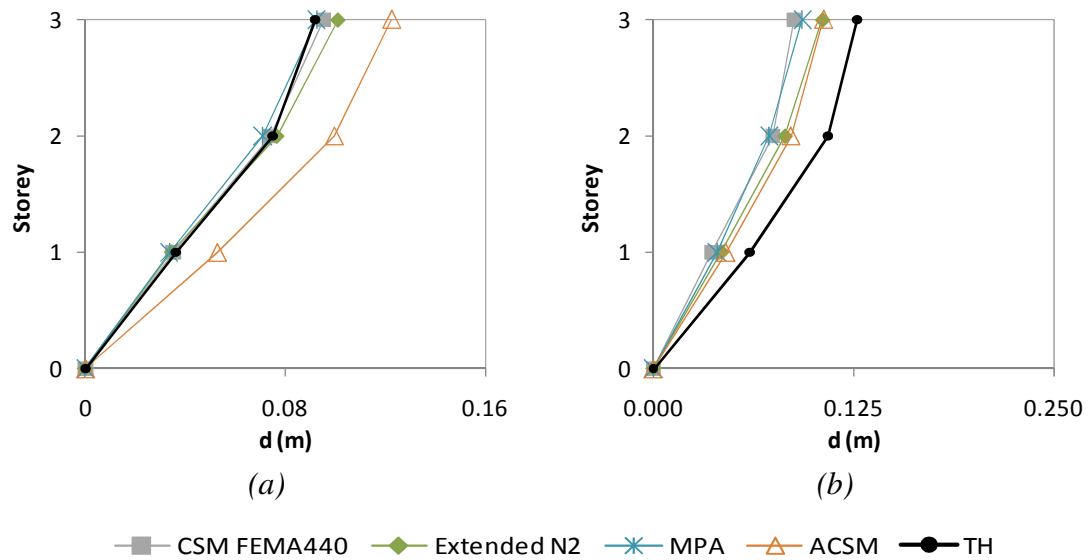 3
2
1
0
Storey
0
0.08
0.16
d (m)
(a)
3
2
1
0
Storey
0.000
0.125
0.250
d (m)
(b)
CSM FEMA440 Extended N2 MPA ACSM TH